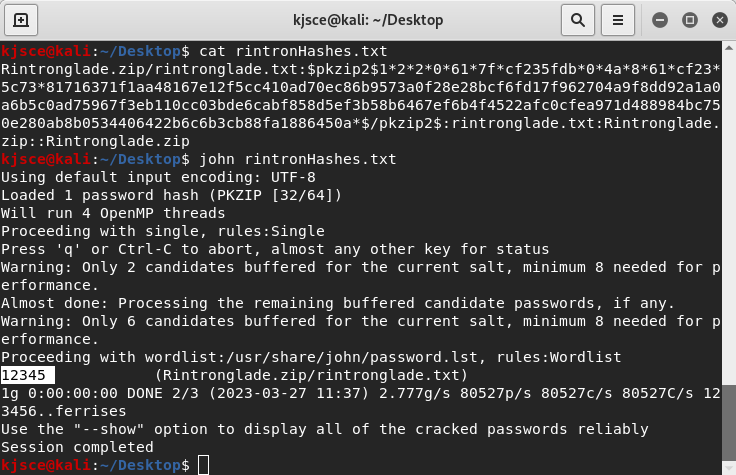 kjsce@kali: ~/Desktop
kjsce@kali:~/Desktop$ cat rintronHashes.txt
Rintronglade.zip/rintronglade.txt:$pkzip2$1*2*2*0*61*7f*cf235fdb*0*4a*8*61*cf23*
5c73*81716371f1aa48167e12f5cc410ad70ec86b9573a0f28e28bcf6fd17f962704a9f8dd92a1a0
a6b5c0ad75967f3eb110cc03bde6cabf858d5ef3b58b6467ef6b4f4522afc0cfea971d488984bc75
0e280ab8b0534406422b6c6b3cb88fa1886450a*$/pkzip2$:rintronglade.txt:Rintronglade.
zip::Rintronglade.zip
kjsce@kali:~/Desktop$ john rintronHashes.txt
Using default input encoding: UTF-8
Loaded 1 password hash (PKZIP [32/64])
Will run 4 OpenMP threads
Proceeding with single, rules:Single
Press 'q' or Ctrl-C to abort, almost any other key for status
Warning: Only 2 candidates buffered for the current salt, minimum 8 needed for p
erformance.
Almost done: Processing the remaining buffered candidate passwords, if any.
Warning: Only 6 candidates buffered for the current salt, minimum 8 needed for p
erformance.
Proceeding with wordlist:/usr/share/john/password.lst, rules:Wordlist
12345            (Rintronglade.zip/rintronglade.txt)
1g 0:00:00:00 DONE 2/3 (2023-03-27 11:37) 2.777g/s 80527p/s 80527c/s 80527C/s 12
3456..ferrises
Use the "--show" option to display all of the cracked passwords reliably
Session completed
kjsce@kali:~/Desktop$